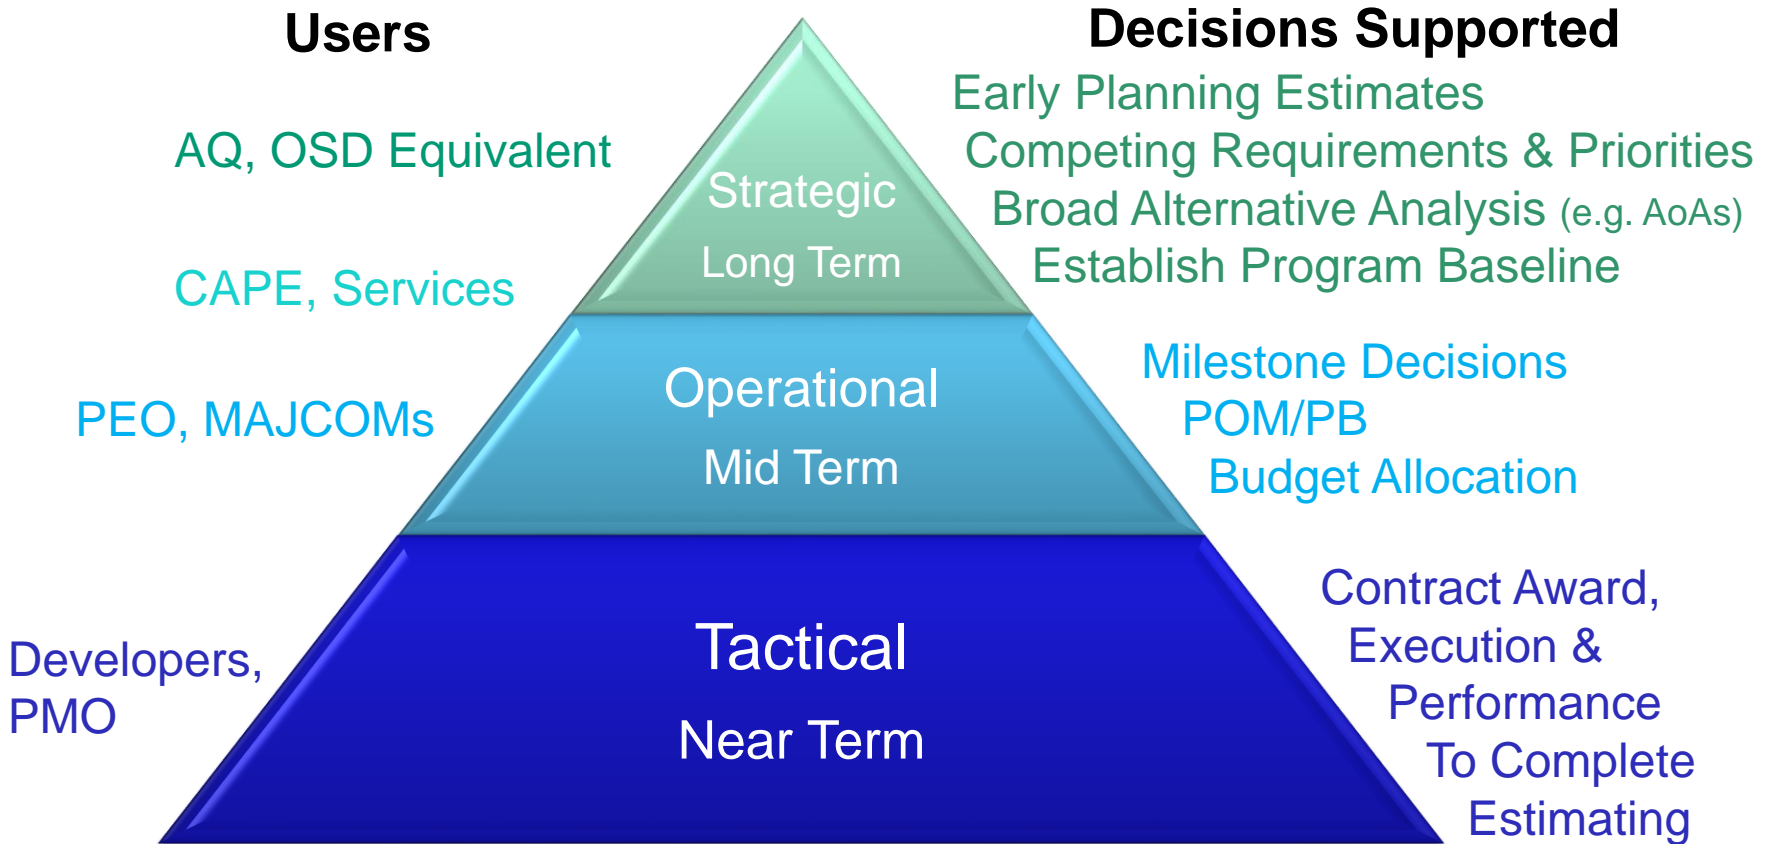 Users
AQ, OSD Equivalent
CAPE, Services
PEO, MAJCOMs
Developers,
PMO
Strategic
Long Term
Operational
Mid Term
Tactical
Near Term
Decisions Supported
Early Planning Estimates
Competing Requirements & Priorities
Broad Alternative Analysis (e.g. AoAs)
Establish Program Baseline
Milestone Decisions
POM/PB
Budget Allocation
Contract Award,
Execution &
Performance
To Complete
Estimating